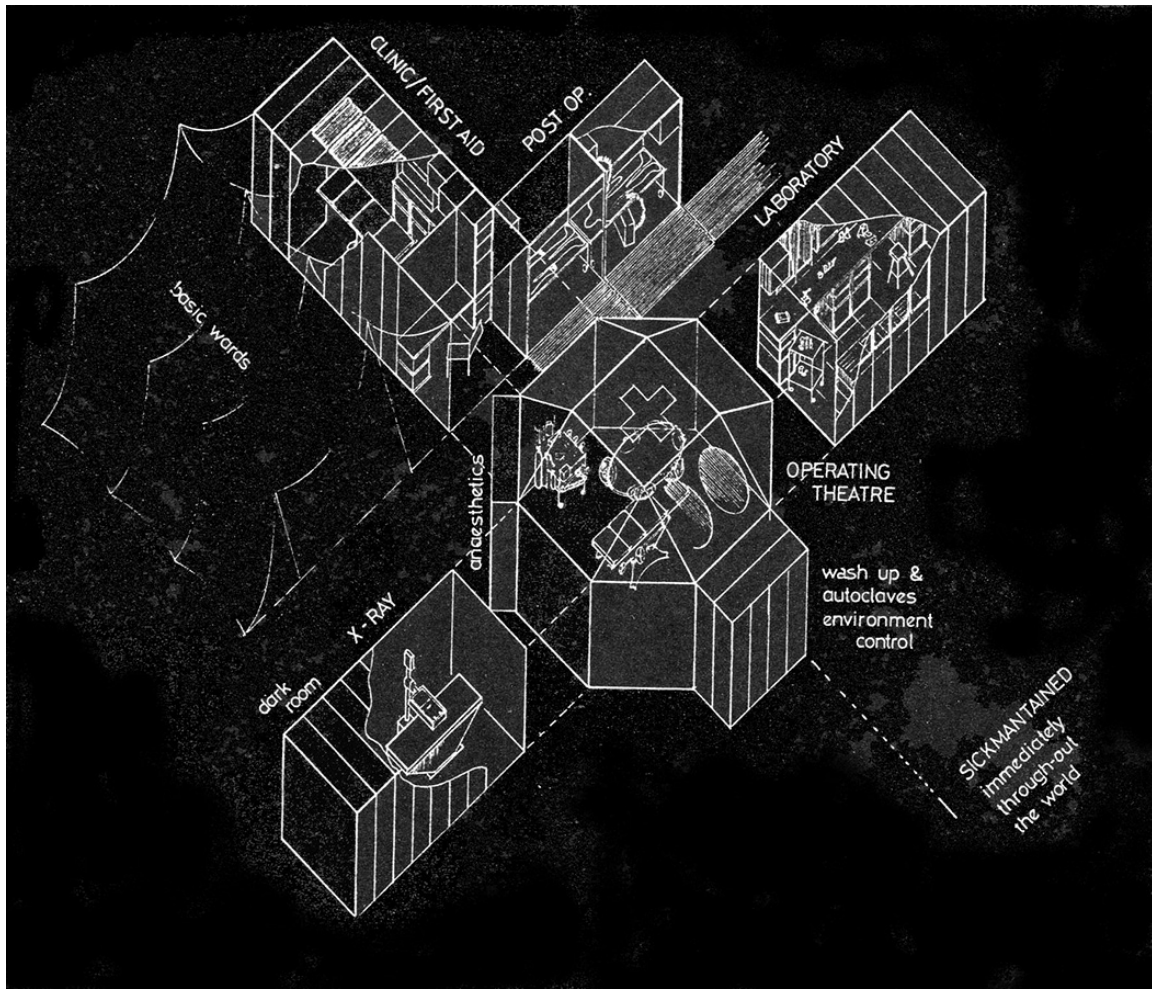 CLINIC/FIRST AID
POST OP.
LABORATORY
basic wards
OPERATING
THEATRE
anaesthetics
wash up &
autoclaves
environment
control
X-RAY
dark
room
SICKMANTAINED
immediately
through-out
the world